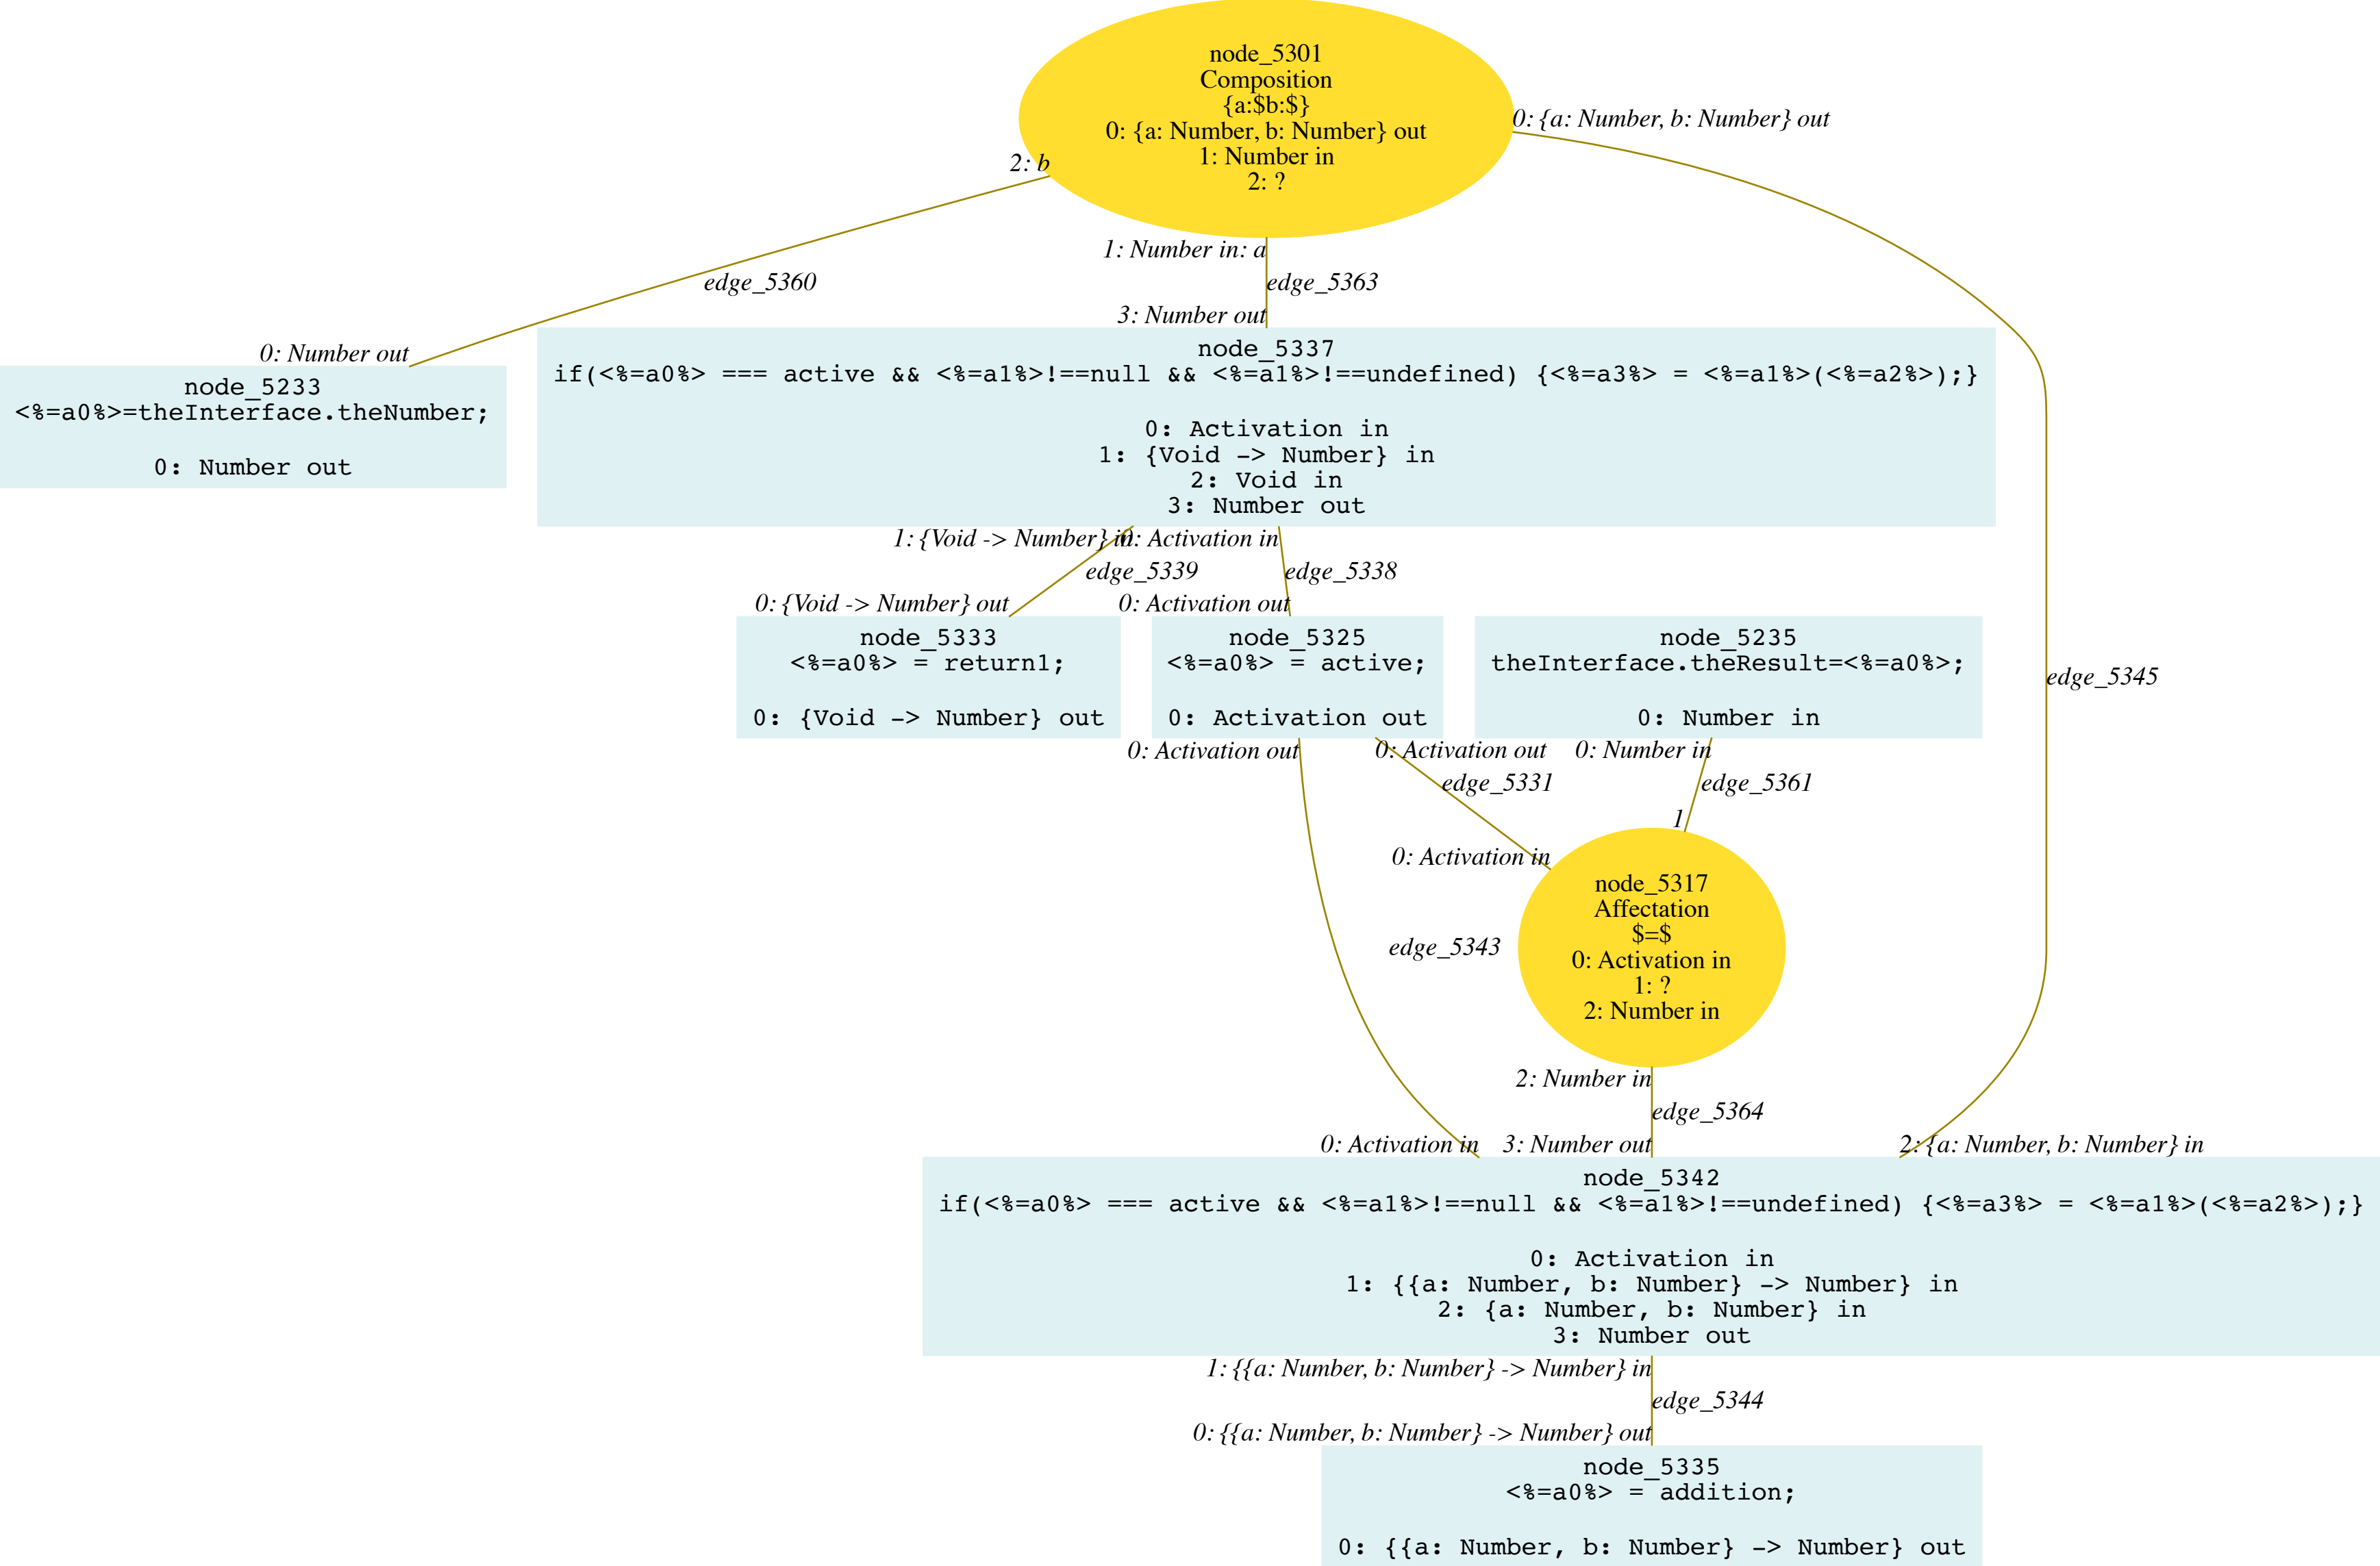 node_5301
Composition
{a:$b:$}
0: {a: Number, b: Number} out
1: Number in
2: ?
0: {a: Number, b: Number} out
2: b
1: Number in: a
edge_5360
edge_5363
3: Number out
0: Number out
node_5233
<%=a0%>=theInterface.theNumber;
0: Number out
node_5337
if(<%=a0%> === active && <%=a1%>!==null && <%=a1%>!==undefined) {<%=a3%> = <%=a1%>(<%=a2%>);}
0: Activation in
1: {Void -> Number} in
2: Void in
3: Number out
1: {Void -> Number} in
0: Activation in
edge_5339
edge_5338
0: {Void -> Number} out
0: Activation out
node_5333
<%=a0%> = return1;
0: {Void -> Number} out
node_5325
<%=a0%> = active;
0: Activation out
node_5235
theInterface.theResult=<%=a0%>;
0: Number in
edge_5345
0: Activation out
0: Activation out
0: Number in
edge_5331
edge_5361
1
0: Activation in
node_5317
Affectation
$=$
0: Activation in
1: ?
2: Number in
edge_5343
2: Number in
edge_5364
0: Activation in
3: Number out
2: {a: Number, b: Number} in
node_5342
if(<%=a0%> === active && <%=a1%>!==null && <%=a1%>!==undefined) {<%=a3%> = <%=a1%>(<%=a2%>);}
0: Activation in
1: {{a: Number, b: Number} -> Number} in
2: {a: Number, b: Number} in
3: Number out
1: {{a: Number, b: Number} -> Number} in
edge_5344
0: {{a: Number, b: Number} -> Number} out
node_5335
<%=a0%> = addition;
0: {{a: Number, b: Number} -> Number} out